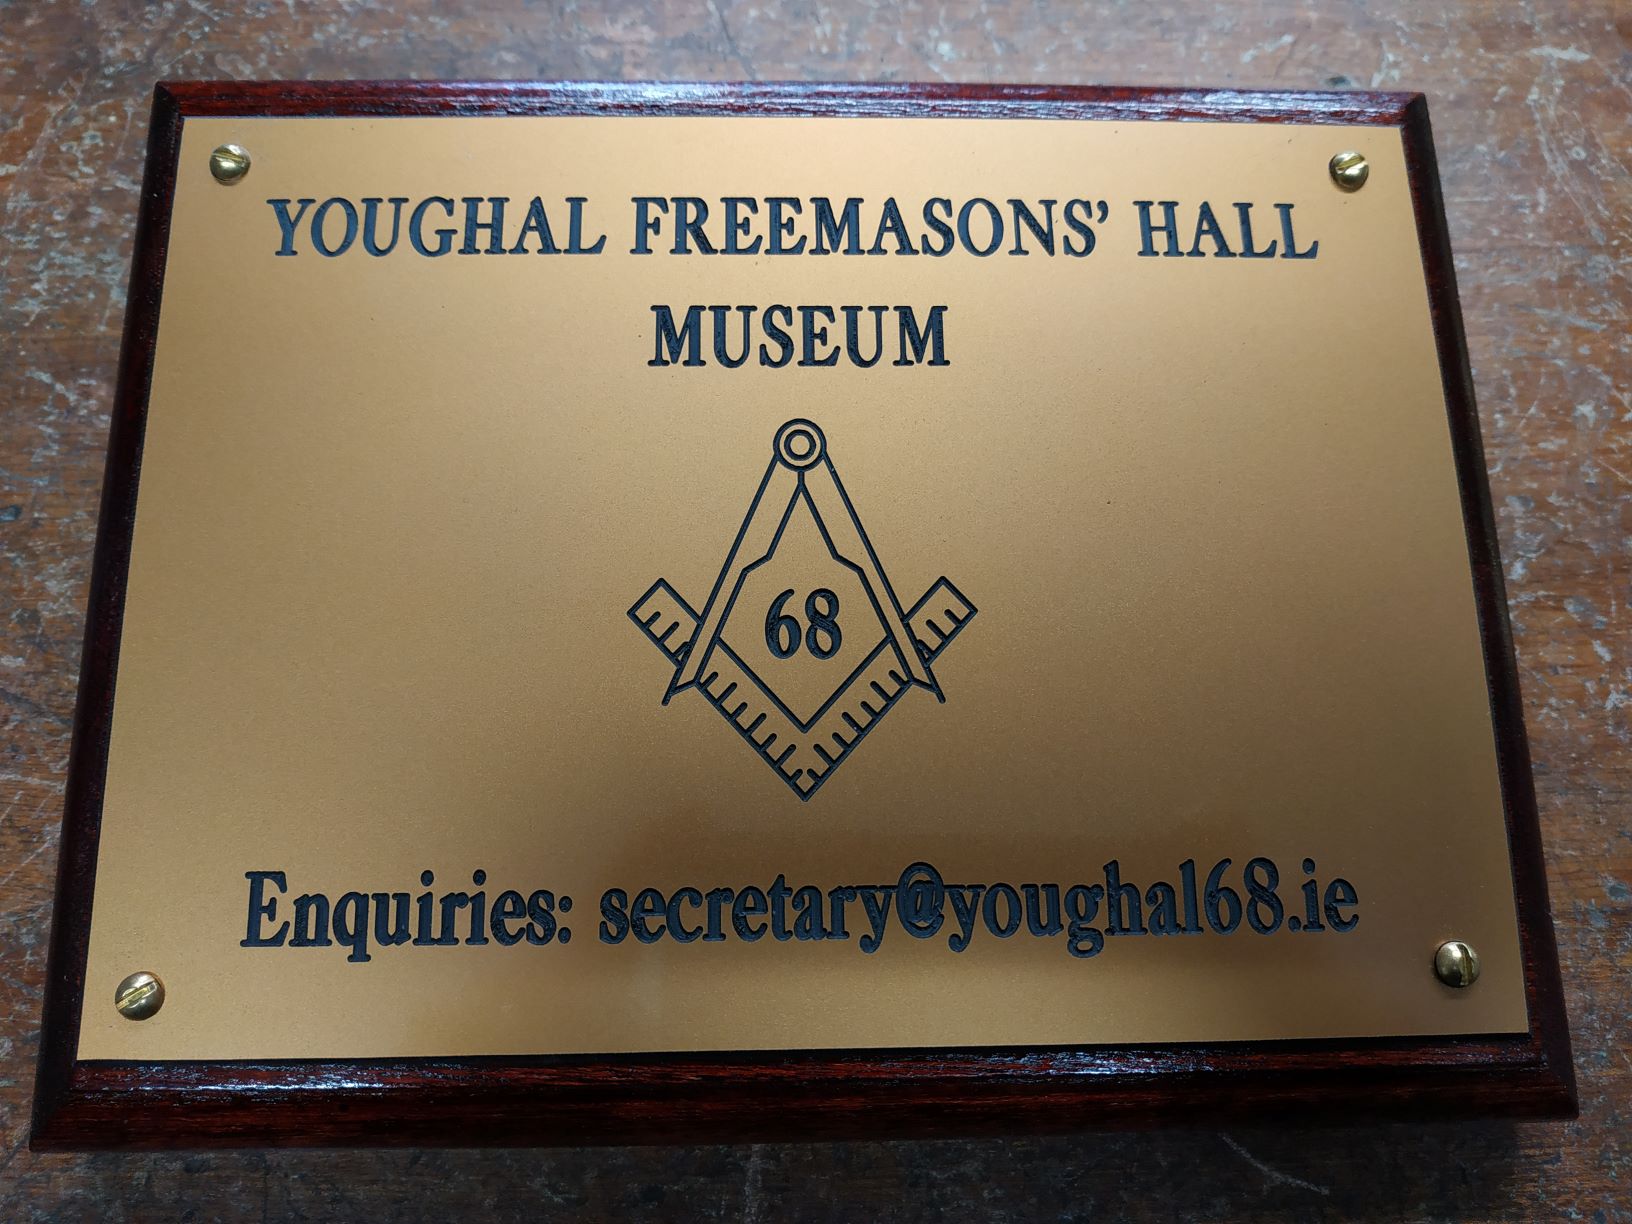 YOUGHAL FREEMASONS' HALL
MUSEUM
68
Enquiries: secretary@youghal68.ie